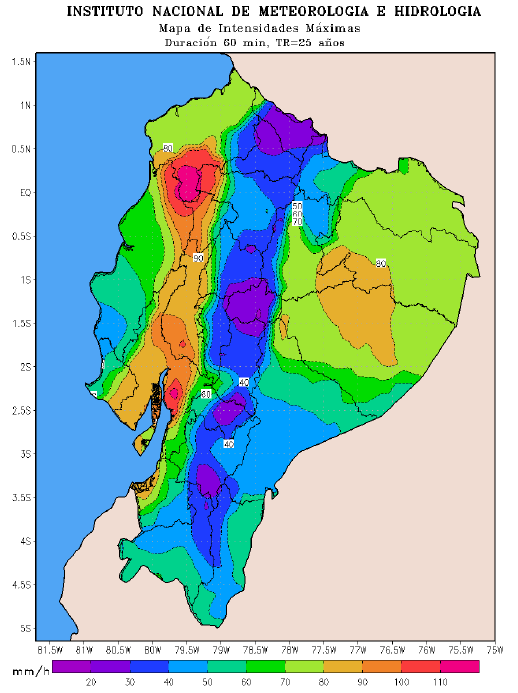 INSTITUTO NACIONAL DE METEOROLOGIA E HIDROLOGIA
Mapa de Intensidades Máximas
Duración 60 min, TR=25 años
1.5N
1N
0.5N
EQ
0.5S
1S
1.5S
2S
2.5S
3S
3.5S
4S
4.5S
5S
80
50
60
70
90
80
40
60
40
81.5W 81W 80.5W 80W 79.5W 79W 78.5W 78W 77.5W 77W 76.5W 76W 75.5W 75W
mm/h
20 30 40 50 60 70 80 90 100 110